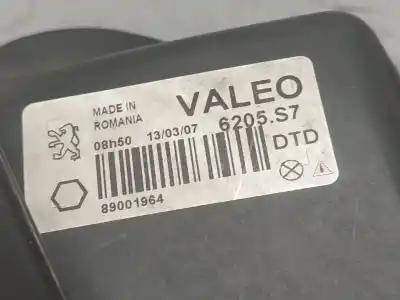 MADE IN
ROMANIA
VALEO
08h50 13/03/07 6205.S7
DTD
89001964